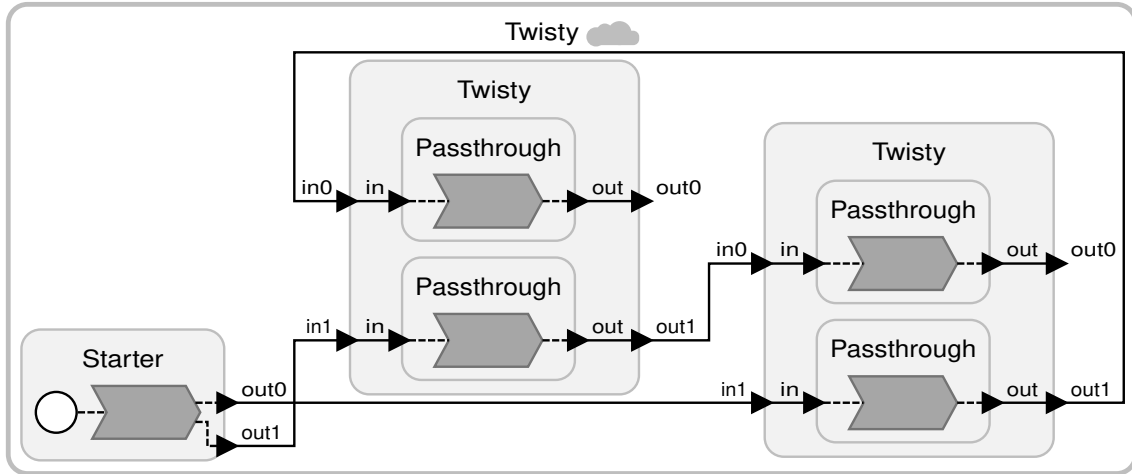 Twisty
Twisty
Passthrough
in0
in
out
out0
Passthrough
in1
in
out
out1
Twisty
Passthrough
in0
in
out
out0
Passthrough
in1
in
out
out1
Starter
out0
out1